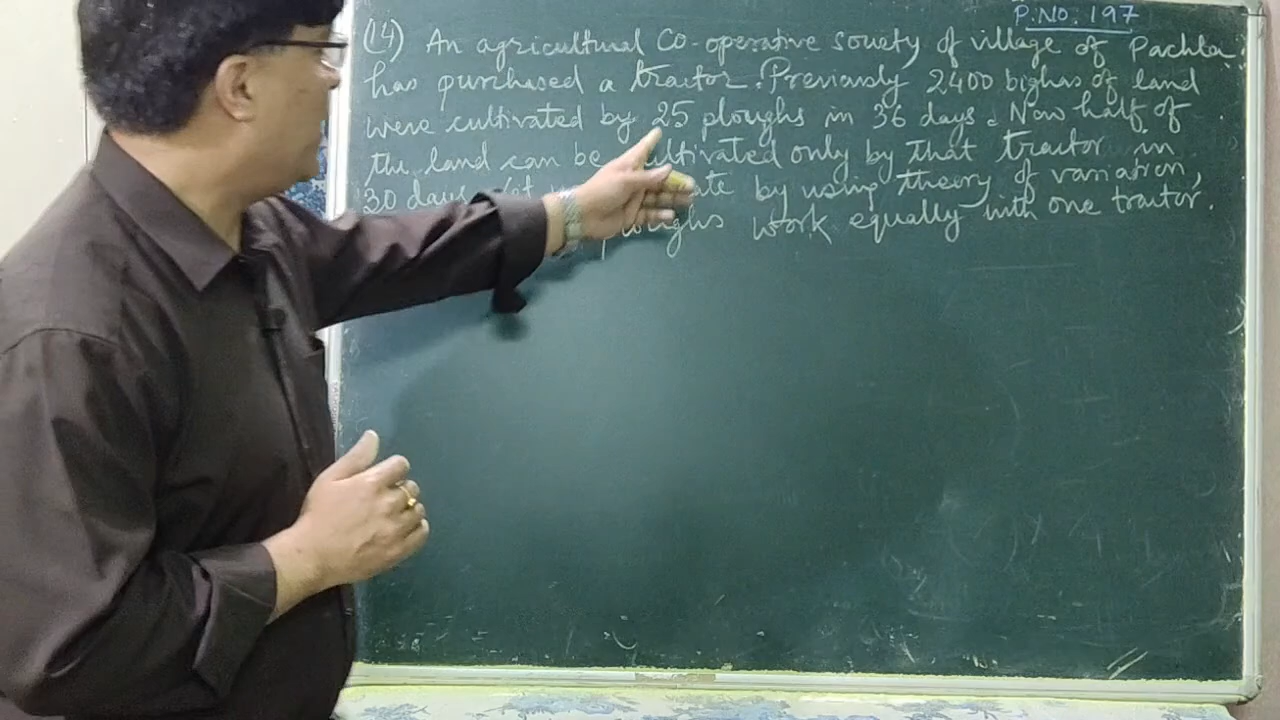 P.NO. 197
(14) An agricultural Co-operative society of village of Pachla
has purchased a tractor. Previously 2400 bighas of land
were cultivated by 25 ploughs in 36 days. Now half of
the land can be cultivated only by that tractor in
30 days. by using theory of variation,
ploughs work equally with one tractor.